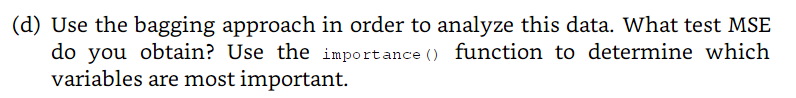 (d) Use the bagging approach in order to analyze this data. What test MSE
do you obtain? Use the importance() function to determine which
variables are most important.